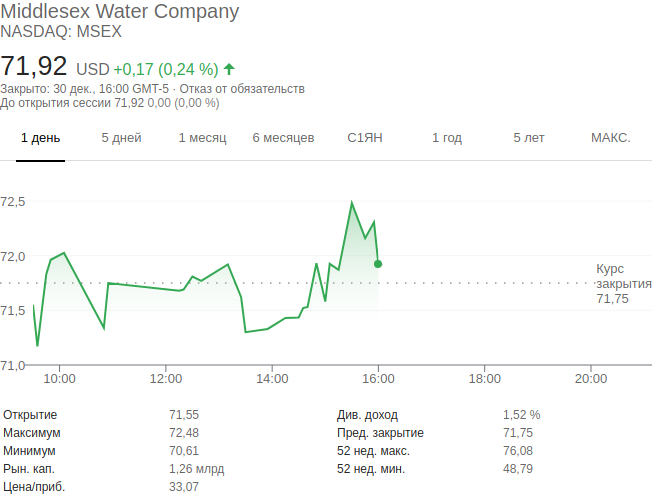 Middlesex Water Company
NASDAQ: MSEX
71,92 USD +0,17 (0,24 %)
Закрыто: 30 дек., 16:00 GMT-5 · Отказ от обязательств
До открытия сессии 71,92 0,00 (0,00 %)
1 день 5 дней 1 месяц 6 месяцев С1ЯН 1 год 5 лет МАКС.
72,5
72,0
Курс
закрытия
71,75
71,5
71,0
10:00 12:00 14:00 16:00 18:00 20:00
Открытие 71,55 Див. доход 1,52 %
Максимум 72,48 Пред. закрытие 71,75
Минимум 70,61 52 нед. макс. 76,08
Рын. кап. 1,26 млрд 52 нед. мин. 48,79
Цена/приб. 33,07